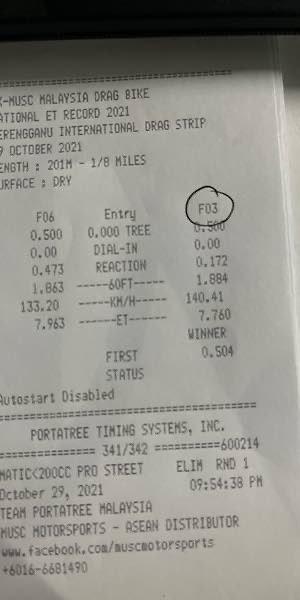 K-MUSC MALAYSIA DRAG BIKE
ATIONAL ET RECORD 2021
ERENGGANU INTERNATIONAL DRAG STRIP
9 OCTOBER 2021
ENGTH : 201M - 1/8 MILES
URFACE : DRY
F06 Entry F03
0.500 0.000 TREE 0.500
0.00 DIAL-IN 0.00
0.473 REACTION 0.172
1.863 -----60FT----- 1.884
133.20 -----KM/H----- 140.41
7.963 ------ET------ 7.760
WINNER
FIRST 0.504
STATUS
Autostart Disabled
PORTATREE TIMING SYSTEMS, INC.
============== 341/342 ==========600214
MATIC<200CC PRO STREET ELIM RND 1
October 29, 2021 09:54:38 PM
TEAM PORTATREE MALAYSIA
MUSC MOTORSPORTS - ASEAN DISTRIBUTOR
www.facebook.com/muscmotorsports
+6016-6681490